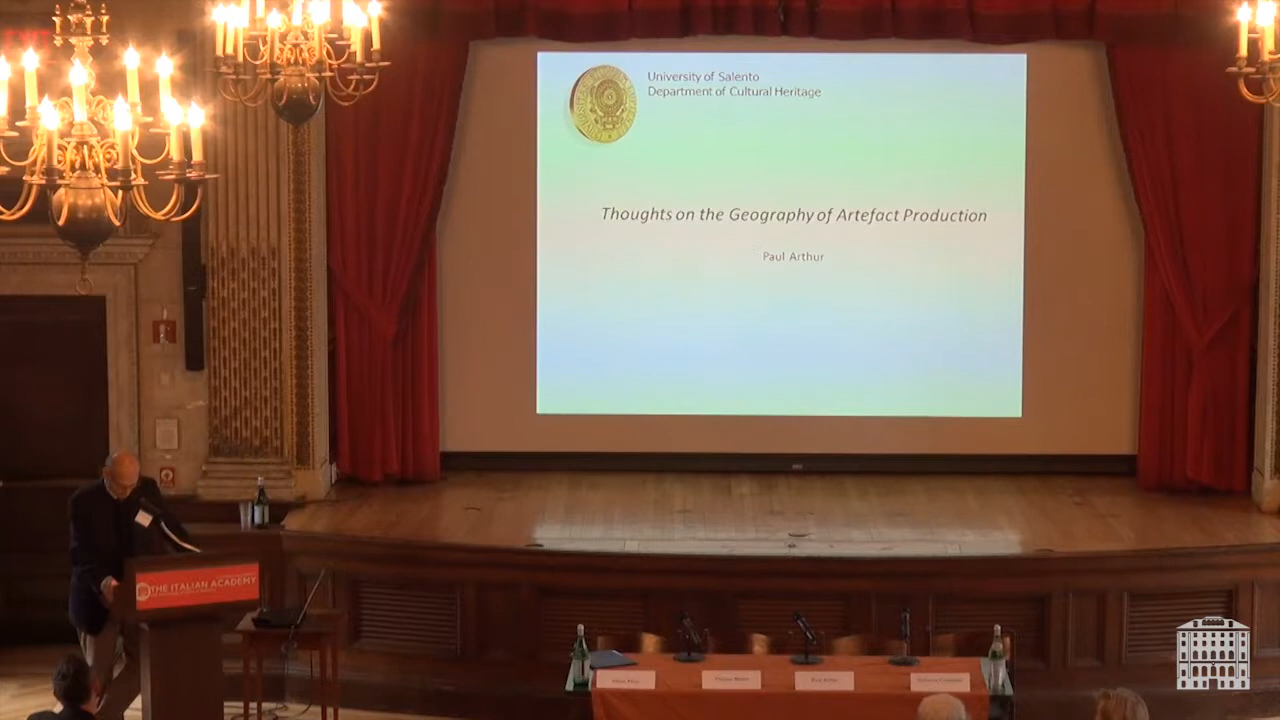 University of Salento
Department of Cultural Heritage
Thoughts on the Geography of Artefact Production
Paul Arthur
THE ITALIAN ACADEMY